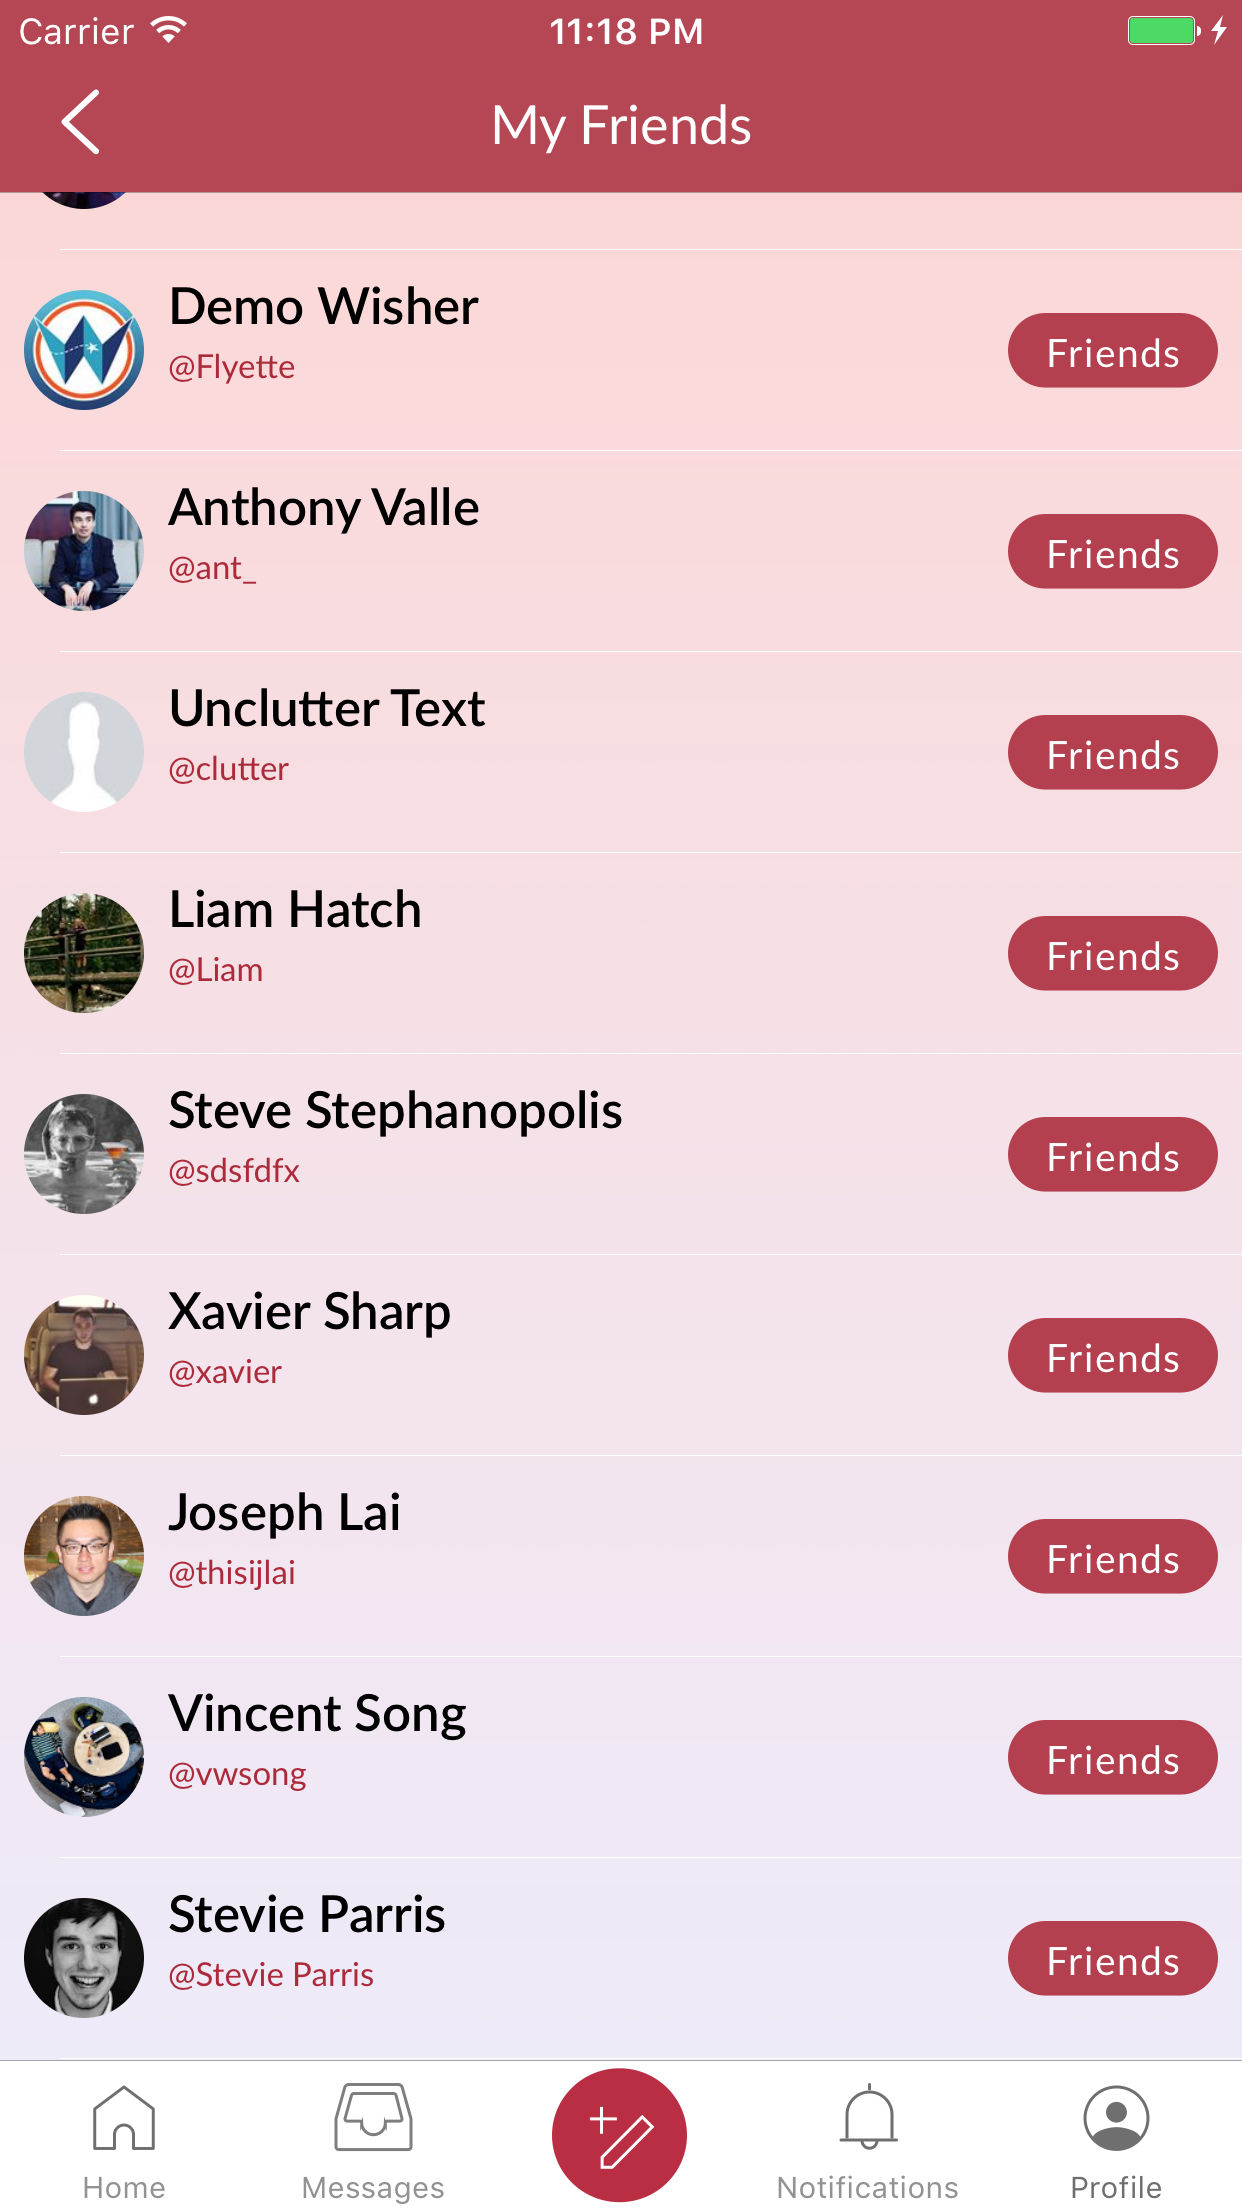 Carrier 11:18 PM
My Friends
Demo Wisher
@Flyette
Friends
Anthony Valle
@ant_
Friends
Unclutter Text
@clutter
Friends
Liam Hatch
@Liam
Friends
Steve Stephanopolis
@sdsfdfx
Friends
Xavier Sharp
@xavier
Friends
Joseph Lai
@thisijlai
Friends
Vincent Song
@vwsong
Friends
Stevie Parris
@Stevie Parris
Friends
Home Messages Notifications Profile